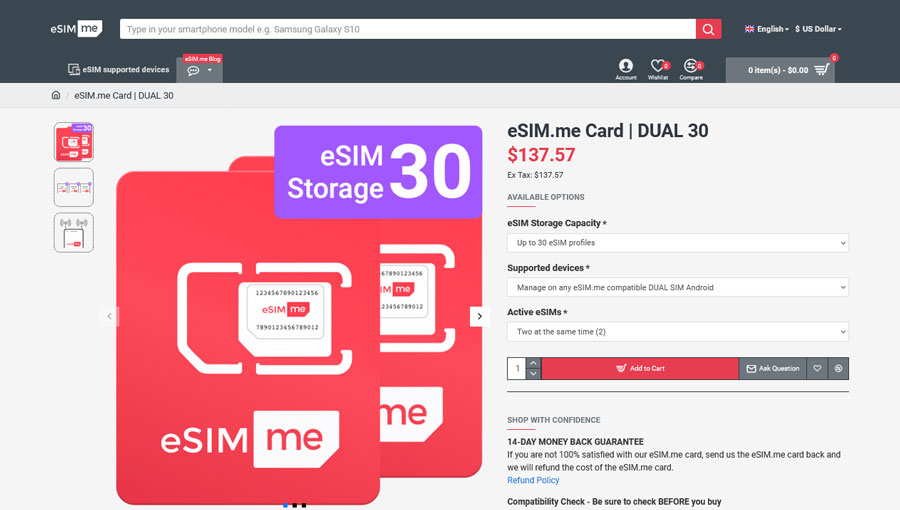 eSIM me
Type in your smartphone model e.g. Samsung Galaxy S10
English
$ US Dollar
eSIM supported devices
eSIM.me Blog
Account
0
Wishlist
0
Compare
0 item(s) - $0.00
0
/ eSIM.me Card | DUAL 30
eSIM
Storage 30
1234567890123456
eSIM me
7890123456789012
eSIM me
eSIM.me Card | DUAL 30
$137.57
Ex Tax: $137.57
AVAILABLE OPTIONS
eSIM Storage Capacity *
Up to 30 eSIM profiles
Supported devices *
Manage on any eSIM.me compatible DUAL SIM Android
Active eSIMs *
Two at the same time (2)
1
Add to Cart
Ask Question
SHOP WITH CONFIDENCE
14-DAY MONEY BACK GUARANTEE
If you are not 100% satisfied with our eSIM.me card, send us the eSIM.me card back and
we will refund the cost of the eSIM.me card.
Refund Policy
Compatibility Check - Be sure to check BEFORE you buy